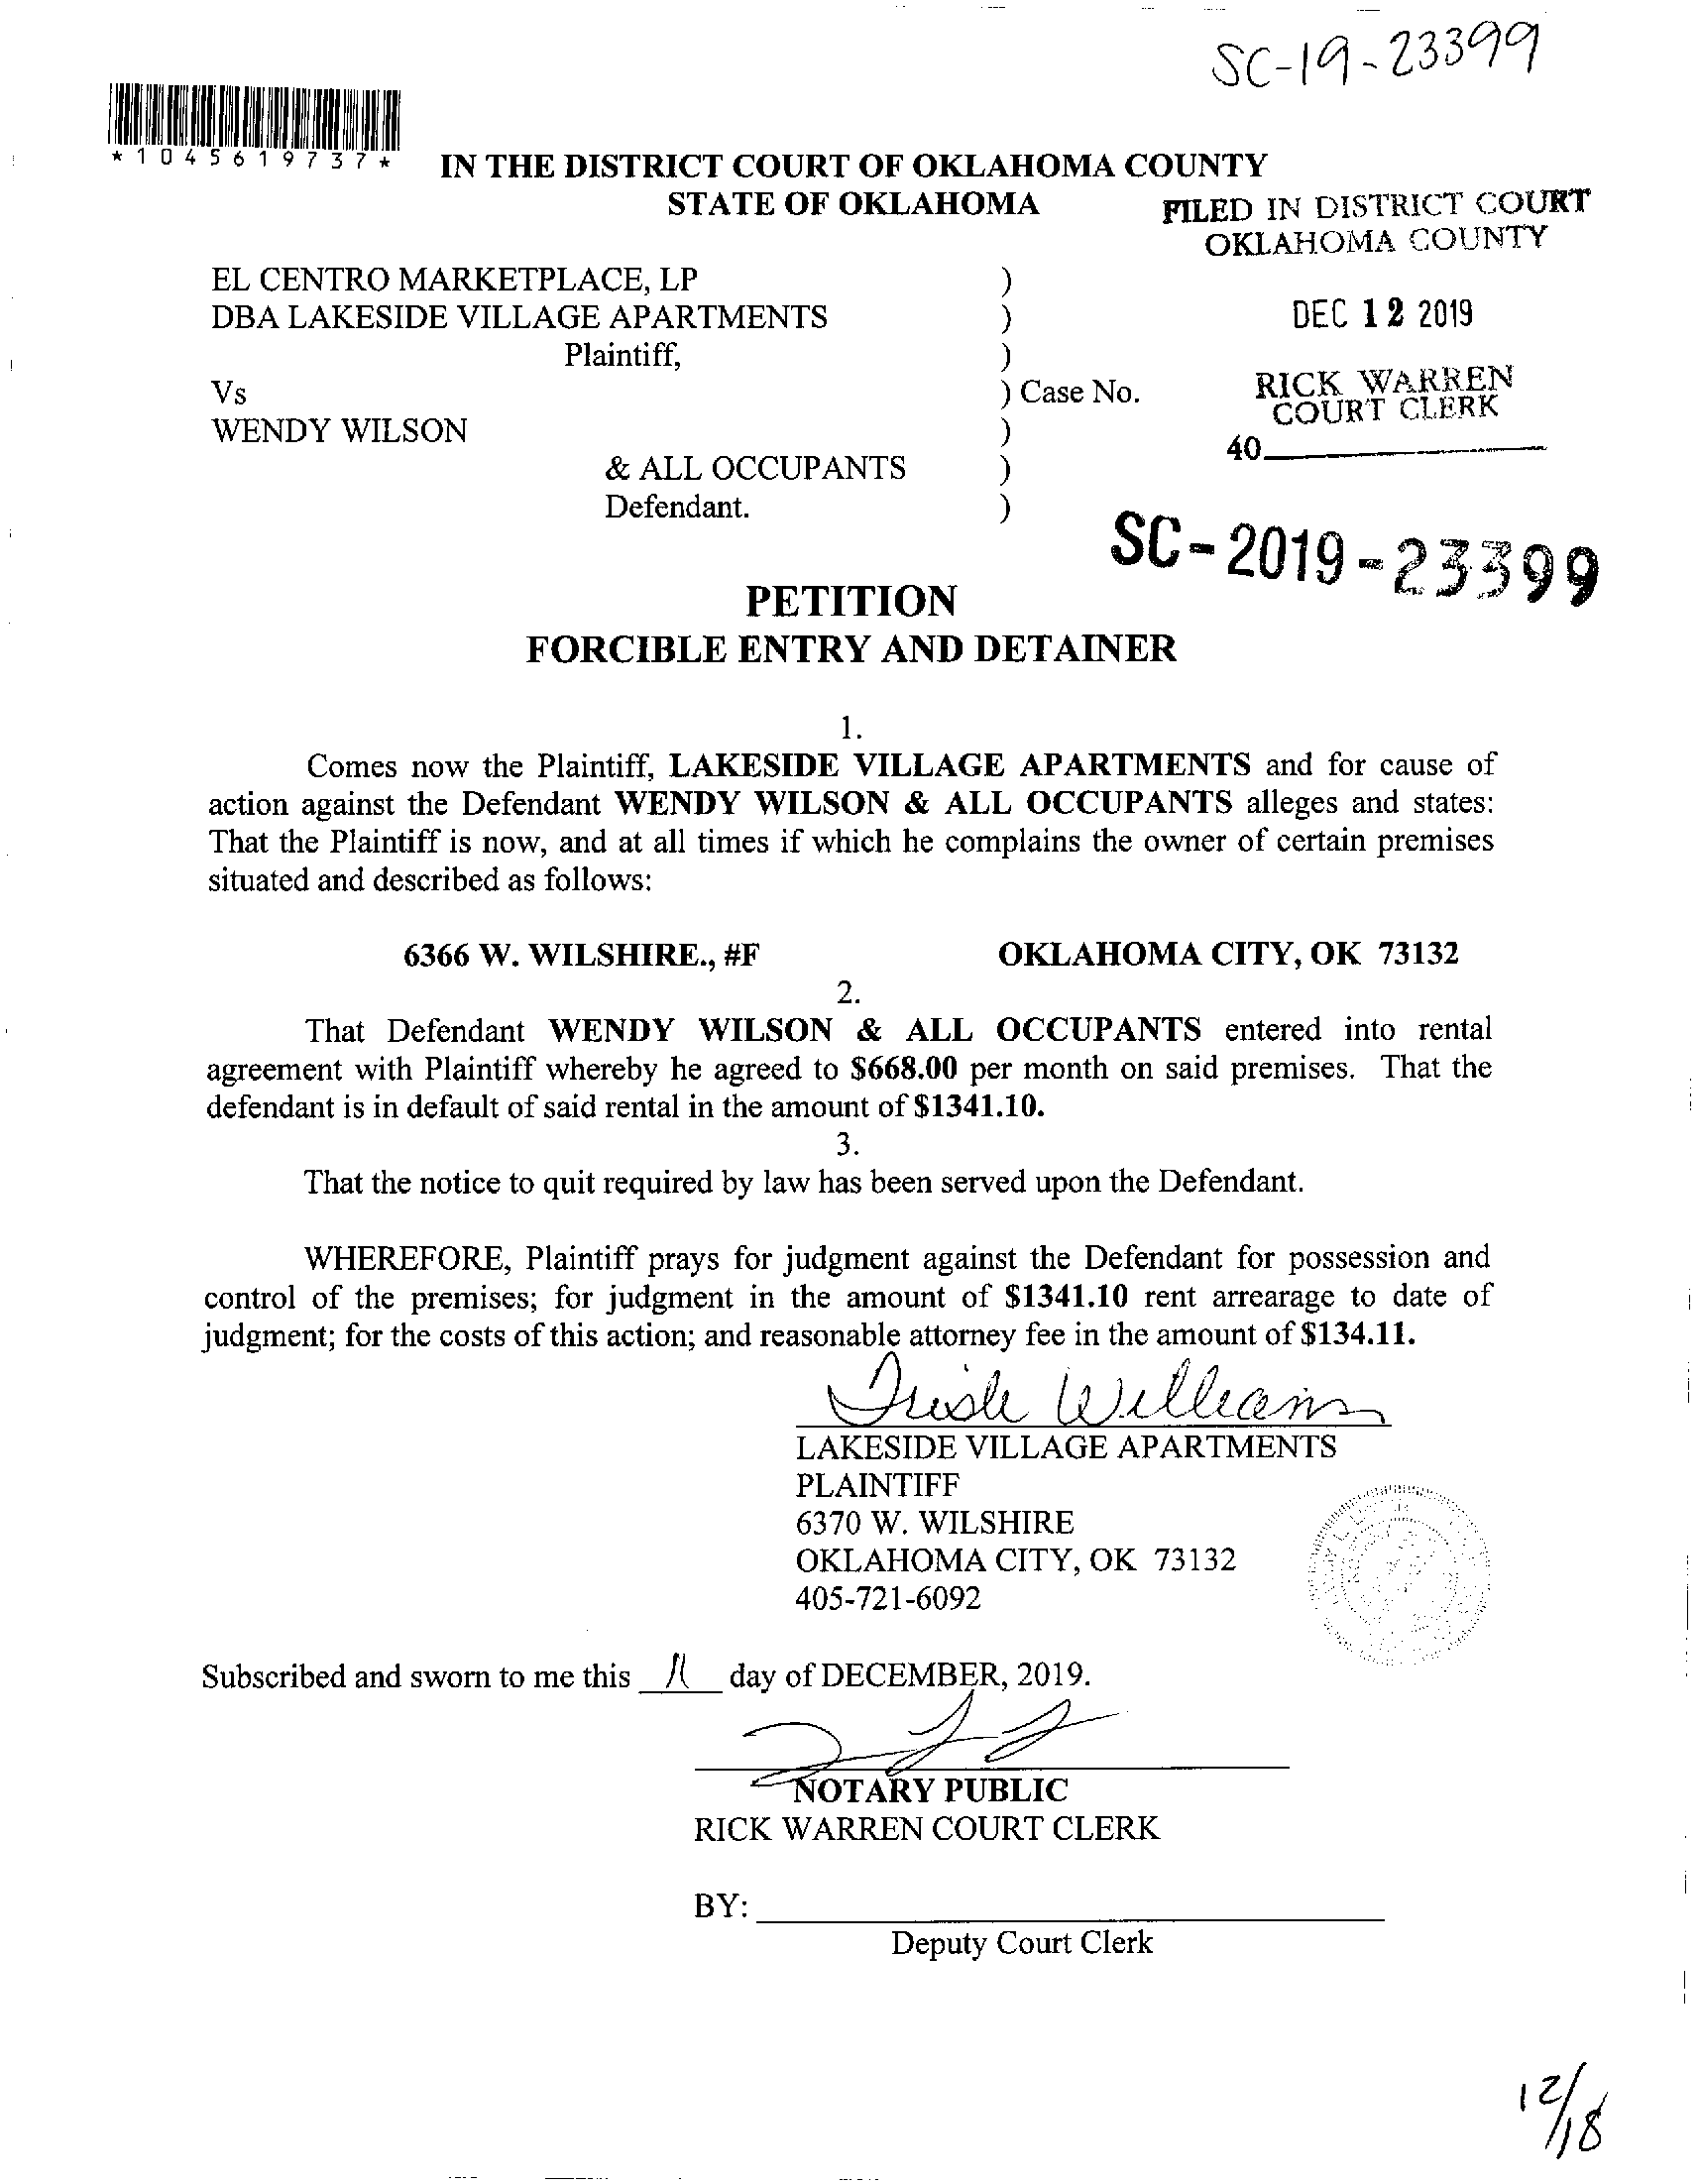 SC-19-23399
*1045619737*
IN THE DISTRICT COURT OF OKLAHOMA COUNTY
STATE OF OKLAHOMA
FILED IN DISTRICT COURT
OKLAHOMA COUNTY
EL CENTRO MARKETPLACE, LP )
DBA LAKESIDE VILLAGE APARTMENTS )
DEC 12 2019
Plaintiff, )
Vs ) Case No.
RICK WARREN
COURT CLERK
WENDY WILSON )
40
& ALL OCCUPANTS )
Defendant. )
SC-2019-23399
PETITION
FORCIBLE ENTRY AND DETAINER
1.
Comes now the Plaintiff, LAKESIDE VILLAGE APARTMENTS and for cause of
action against the Defendant WENDY WILSON & ALL OCCUPANTS alleges and states:
That the Plaintiff is now, and at all times if which he complains the owner of certain premises
situated and described as follows:
6366 W. WILSHIRE., #F OKLAHOMA CITY, OK 73132
2.
That Defendant WENDY WILSON & ALL OCCUPANTS entered into rental
agreement with Plaintiff whereby he agreed to $668.00 per month on said premises. That the
defendant is in default of said rental in the amount of $1341.10.
3.
That the notice to quit required by law has been served upon the Defendant.
WHEREFORE, Plaintiff prays for judgment against the Defendant for possession and
control of the premises; for judgment in the amount of $1341.10 rent arrearage to date of
judgment; for the costs of this action; and reasonable attorney fee in the amount of $134.11.
Trish Williams
LAKESIDE VILLAGE APARTMENTS
PLAINTIFF
6370 W. WILSHIRE
OKLAHOMA CITY, OK 73132
405-721-6092
Subscribed and sworn to me this 11 day of DECEMBER, 2019.
NOTARY PUBLIC
RICK WARREN COURT CLERK
BY:
Deputy Court Clerk
12/18